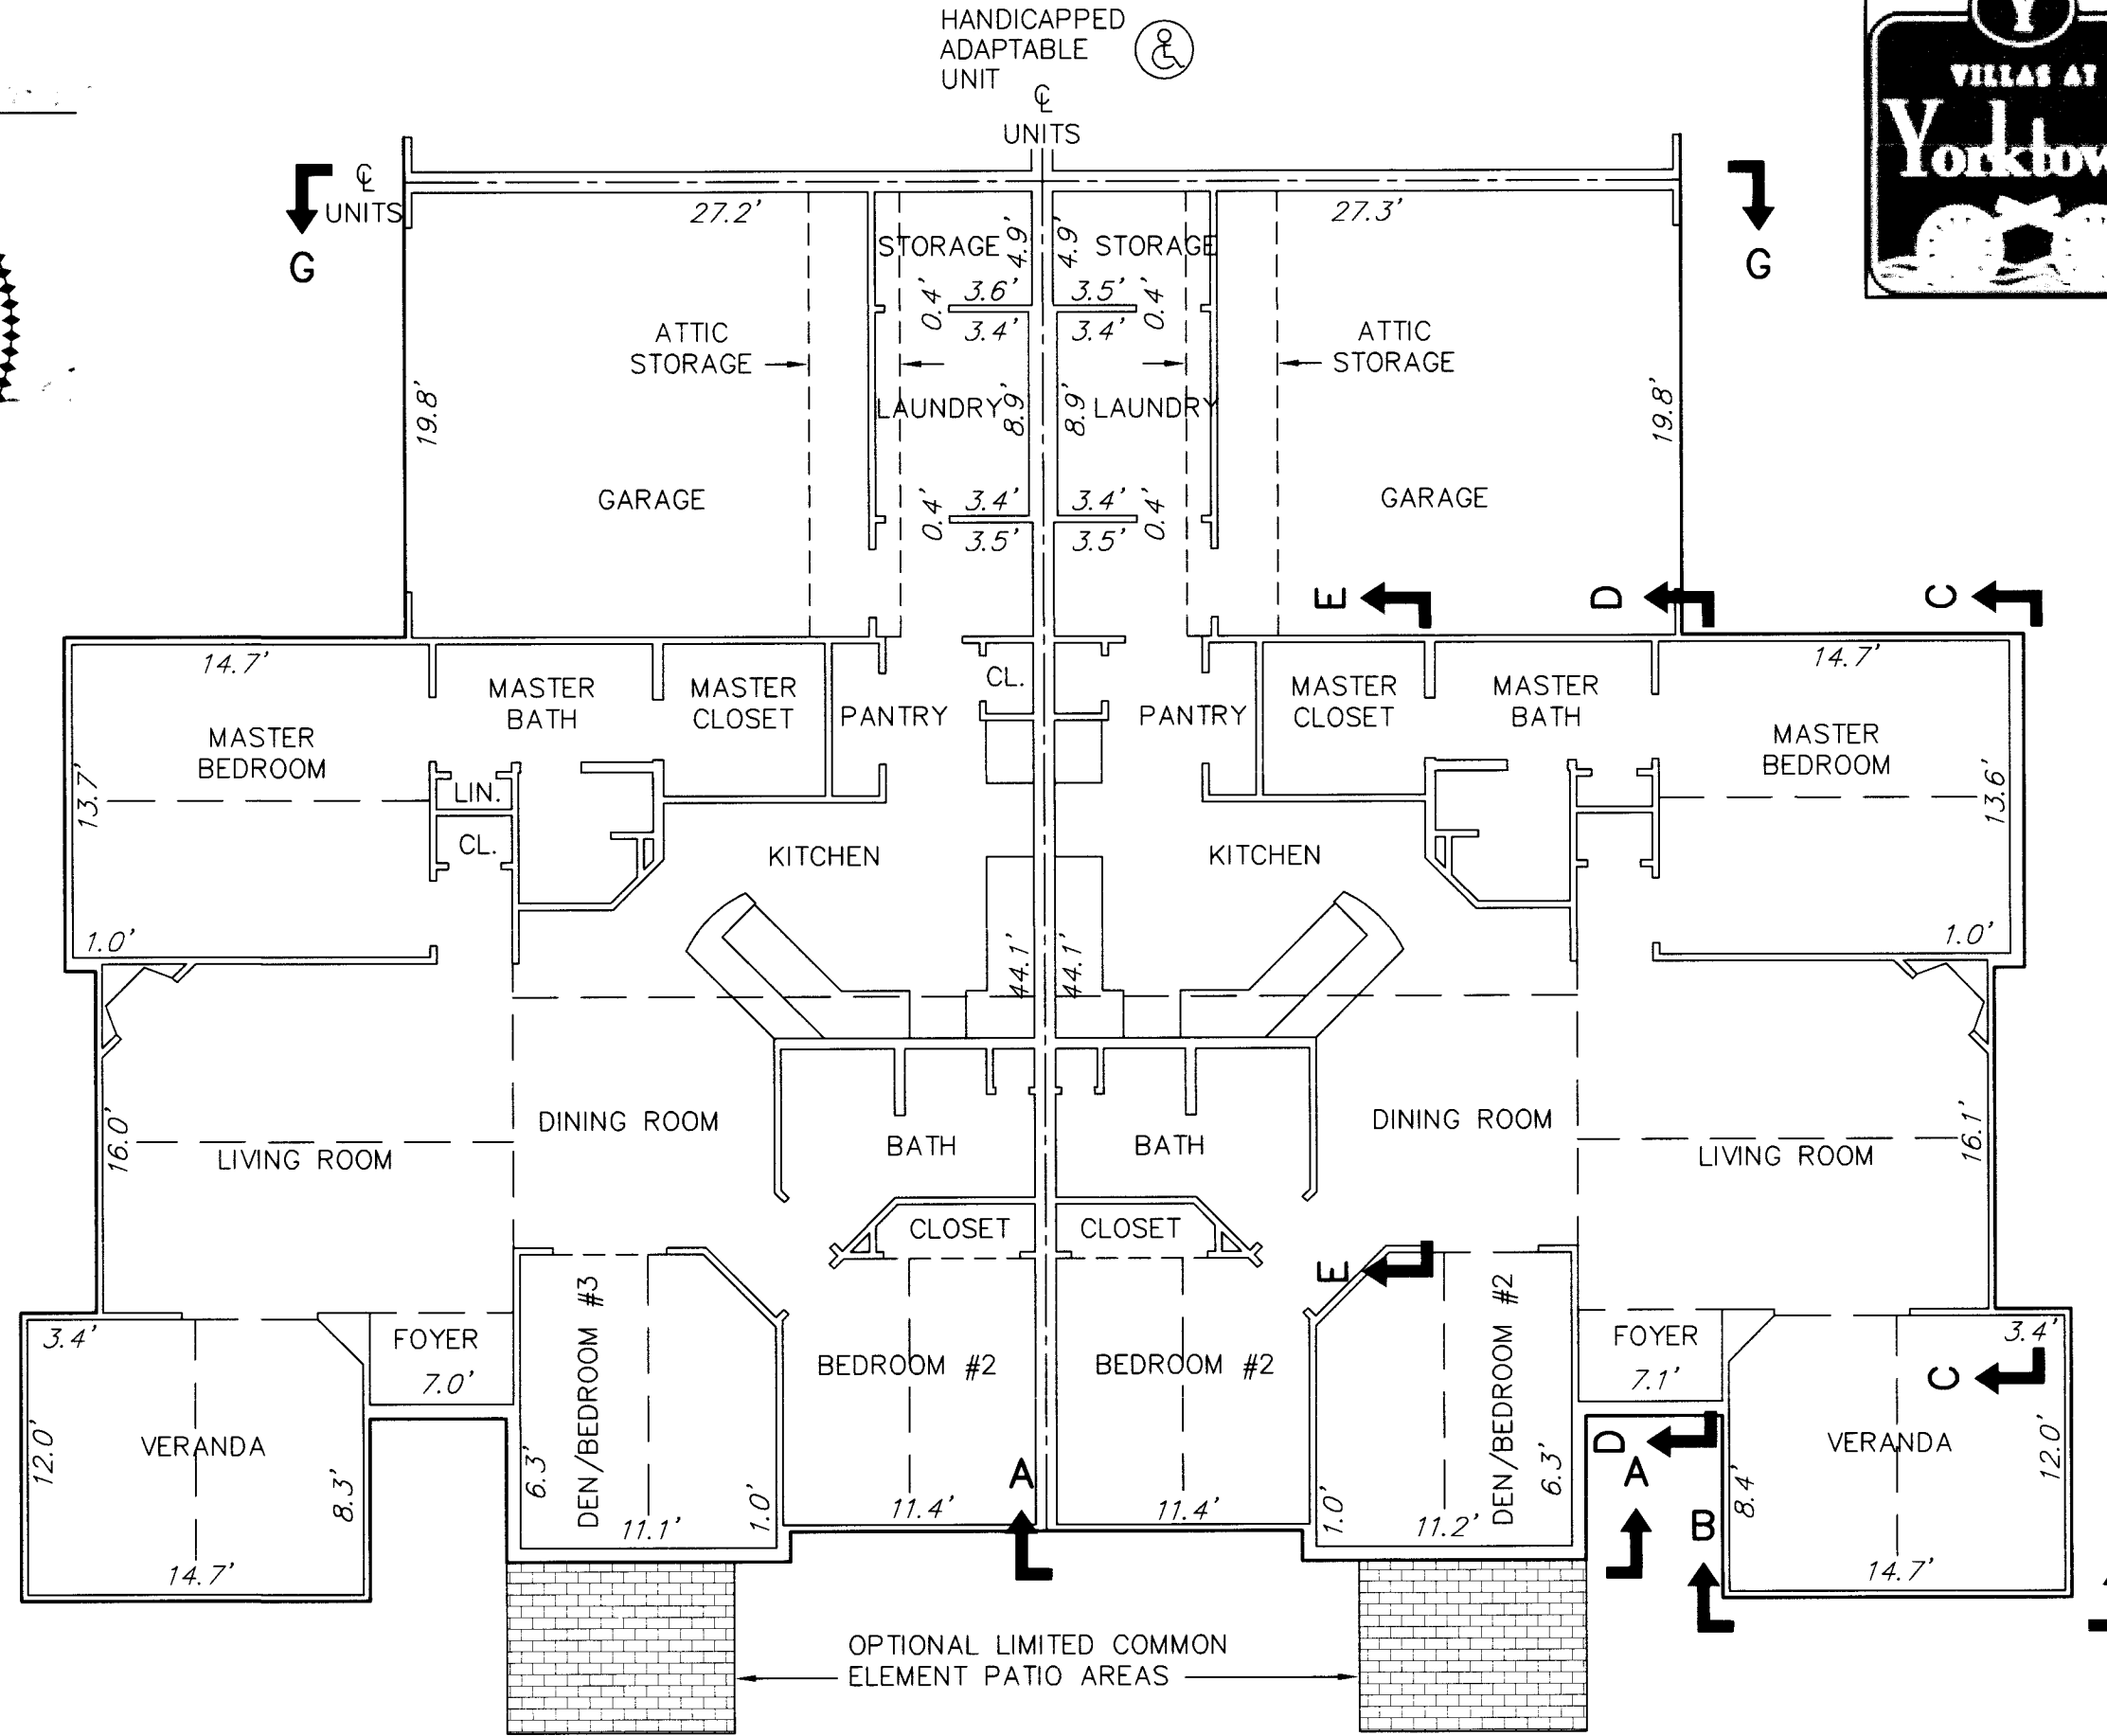 HANDICAPPED
ADAPTABLE
UNIT
℄
UNITS
VILLAS AT
Y
℄
UNITS
G
G
27.2'
27.3'
STORAGE
4.9'
4.9'
STORAGE
3.6'
3.5'
0.4'
0.4'
3.4'
3.4'
ATTIC
STORAGE
ATTIC
STORAGE
19.8'
19.8'
LAUNDRY
8.9'
8.9'
LAUNDRY
GARAGE
GARAGE
3.4'
3.4'
0.4'
0.4'
3.5'
3.5'
E
D
C
14.7'
14.7'
MASTER
BATH
MASTER
CLOSET
PANTRY
CL.
PANTRY
MASTER
CLOSET
MASTER
BATH
MASTER
BEDROOM
MASTER
BEDROOM
13.7'
13.6'
LIN.
CL.
KITCHEN
KITCHEN
1.0'
1.0'
44.1'
44.1'
DINING ROOM
DINING ROOM
16.0'
16.1'
LIVING ROOM
BATH
BATH
LIVING ROOM
CLOSET
CLOSET
E
3.4'
FOYER
7.0'
DEN/BEDROOM #3
BEDROOM #2
BEDROOM #2
DEN/BEDROOM #2
FOYER
7.1'
3.4'
C
VERANDA
VERANDA
12.0'
8.3'
6.3'
1.0'
A
1.0'
6.3'
D
A
B
8.4'
12.0'
11.1'
11.4'
11.4'
11.2'
14.7'
14.7'
OPTIONAL LIMITED COMMON
ELEMENT PATIO AREAS